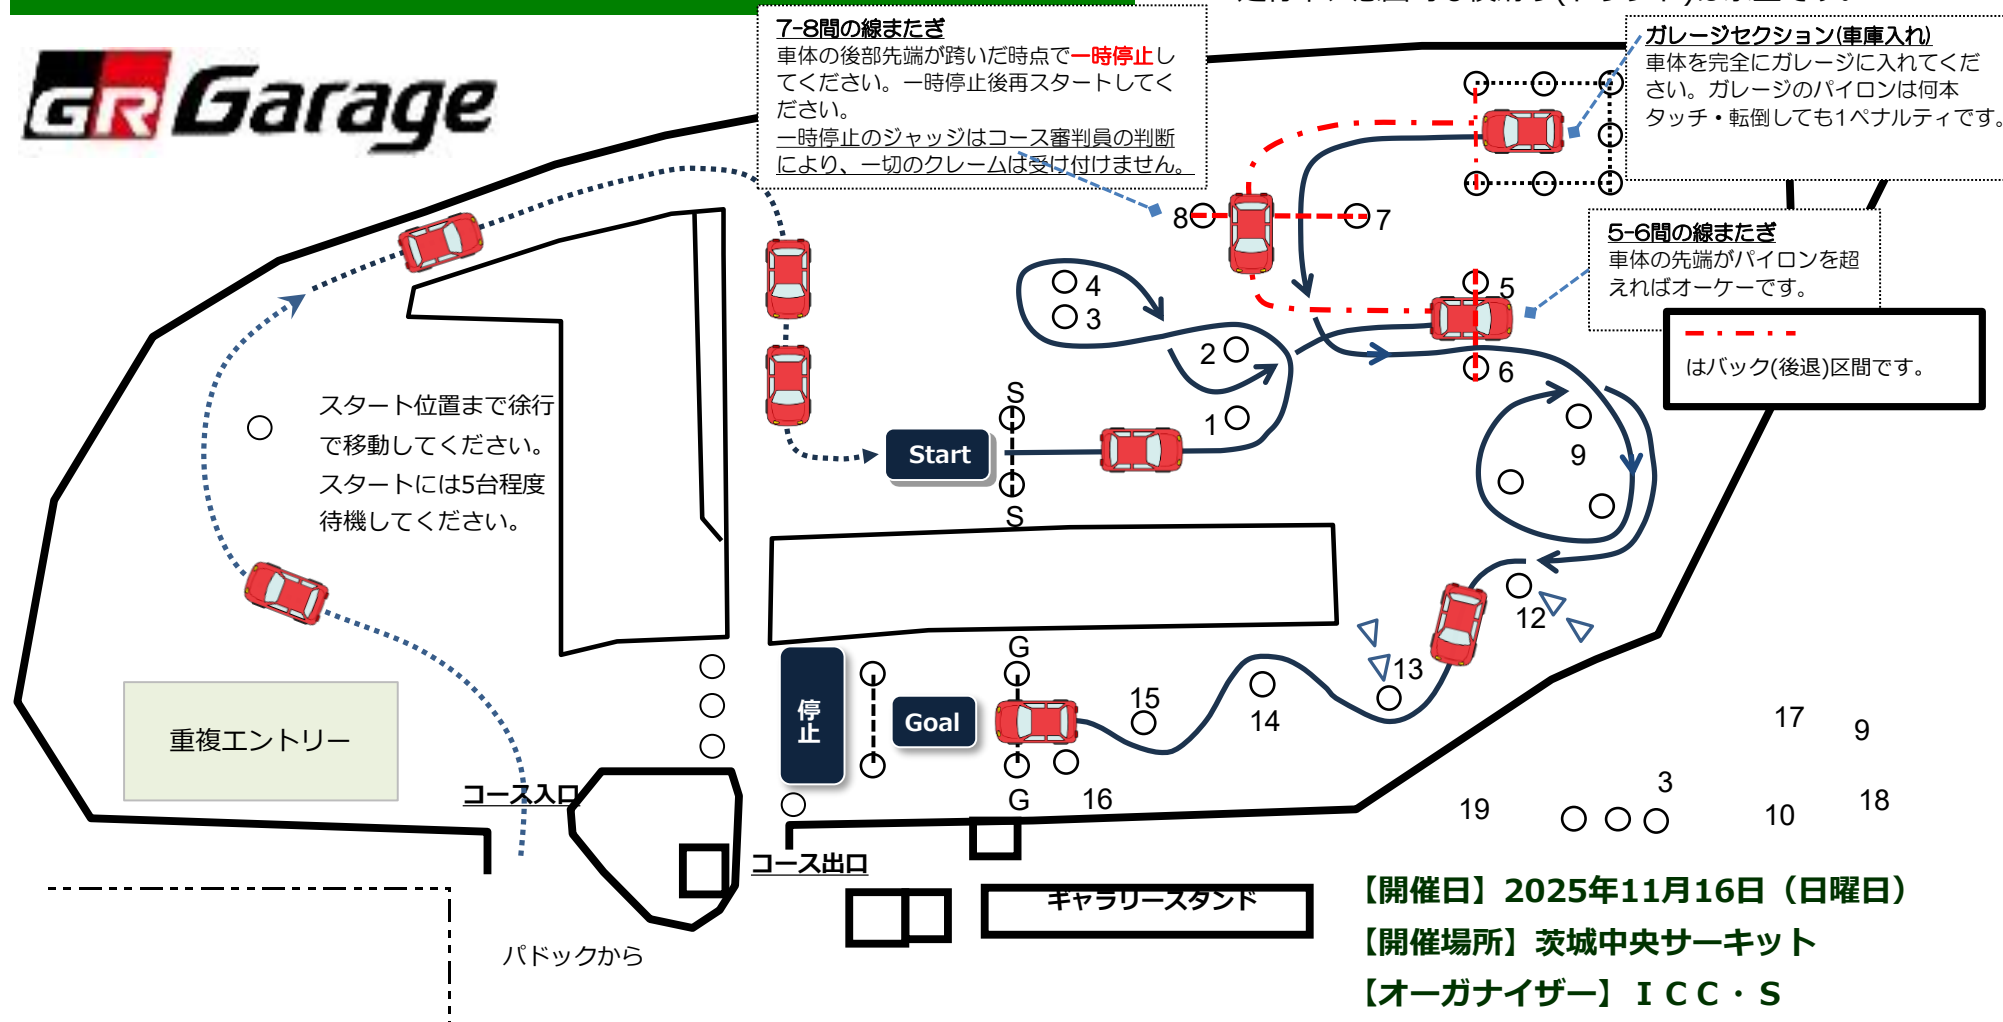 GR Garage
7-8間の線またぎ
車体の後部先端が跨いだ時点で一時停止し
てください。一時停止後再スタートしてく
ださい。
一時停止のジャッジはコース審判員の判断
により、一切のクレームは受け付けません。
ガレージセクション(車庫入れ)
車体を完全にガレージに入れてくだ
さい。ガレージのパイロンは何本
タッチ・転倒しても1ペナルティです。
8
7
5-6間の線またぎ
車体の先端がパイロンを超
えればオーケーです。
4
3
5
2
6
はバック(後退)区間です。
スタート位置まで徐行
で移動してください。
スタートには5台程度
待機してください。
S
1
Start
9
S
12
G
13
停止
Goal
15
14
重複エントリー
17
9
コース入口
G
16
3
19
10
18
コース出口
ギャラリースタンド
パドックから
【開催日】2025年11月16日（日曜日）
【開催場所】茨城中央サーキット
【オーガナイザー】ＩＣＣ・Ｓ